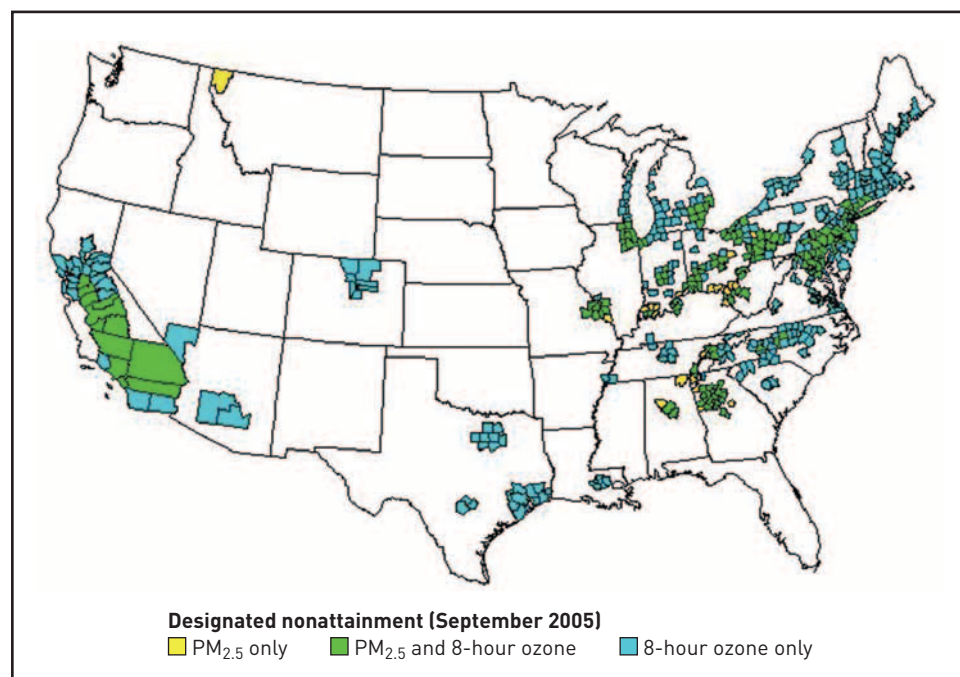 Designated nonattainment (September 2005)
PM2.5 only PM2.5 and 8-hour ozone 8-hour ozone only